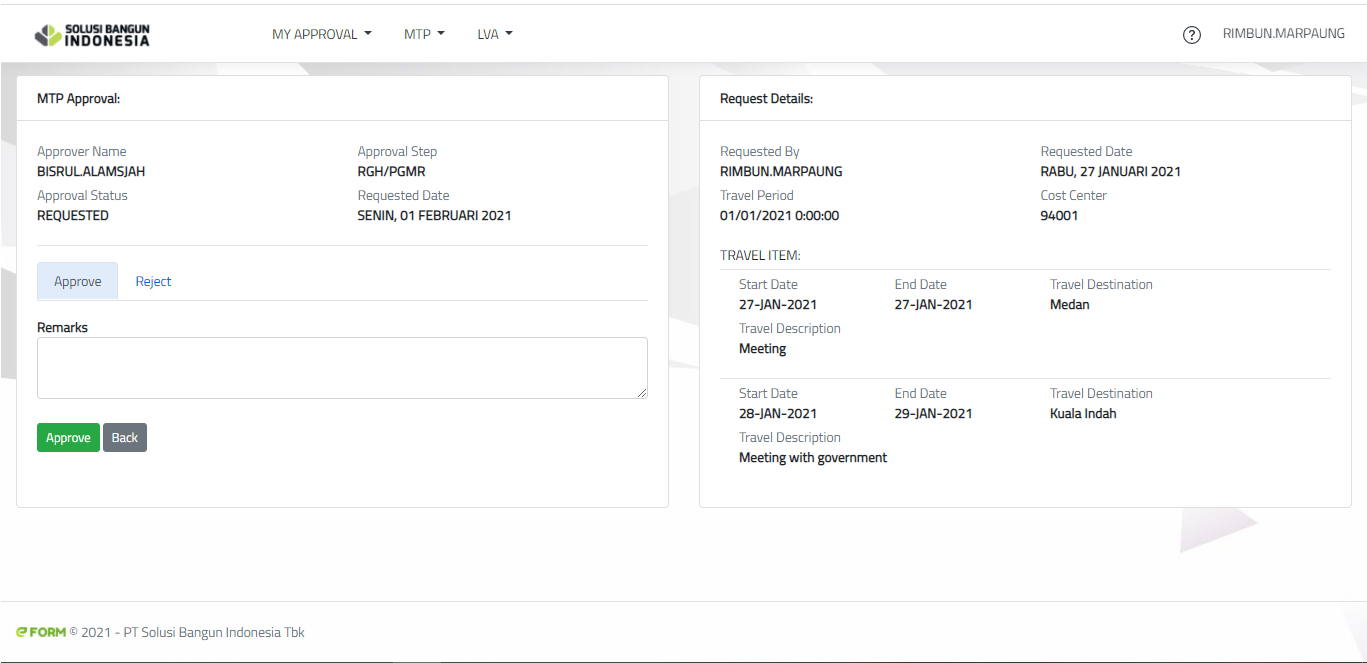 SOLUSI BANGUN
INDONESIA
MY APPROVAL
MTP
LVA
?
RIMBUN.MARPAUNG
MTP Approval:
Approver Name
Approval Step
BISRUL.ALAMSJAH
RGH/PGMR
Approval Status
Requested Date
REQUESTED
SENIN, 01 FEBRUARI 2021
Approve
Reject
Remarks
Approve
Back
Request Details:
Requested By
Requested Date
RIMBUN.MARPAUNG
RABU, 27 JANUARI 2021
Travel Period
Cost Center
01/01/2021 0:00:00
94001
TRAVEL ITEM:
Start Date
End Date
Travel Destination
27-JAN-2021
27-JAN-2021
Medan
Travel Description
Meeting
Start Date
End Date
Travel Destination
28-JAN-2021
29-JAN-2021
Kuala Indah
Travel Description
Meeting with government
e FORM © 2021 - PT Solusi Bangun Indonesia Tbk